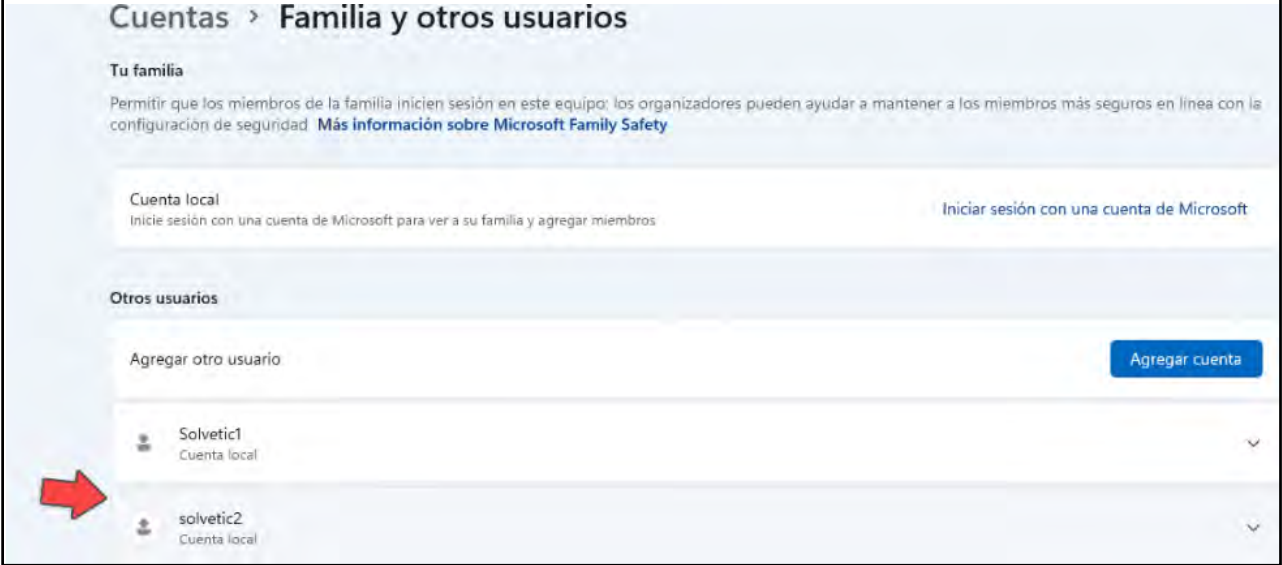 Cuentas > Familia y otros usuarios
Tu familia
Permitir que los miembros de la familia inicien sesión en este equipo; los organizadores pueden ayudar a mantener a los miembros más seguros en línea con la
configuración de seguridad Más información sobre Microsoft Family Safety
Cuenta local
Inicie sesión con una cuenta de Microsoft para ver a su familia y agregar miembros
Iniciar sesión con una cuenta de Microsoft
Otros usuarios
Agregar otro usuario
Agregar cuenta
Solvetic1
Cuenta local
solvetic2
Cuenta local